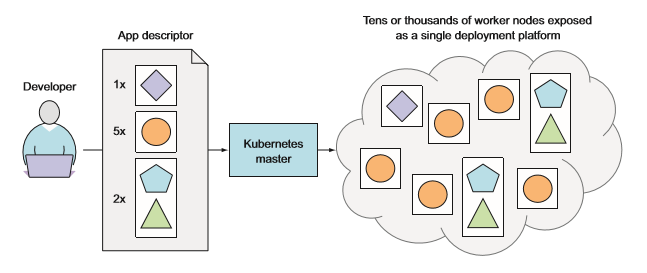 Tens or thousands of worker nodes exposed
as a single deployment platform
App descriptor
Developer
1x
5x
2x
Kubernetes
master